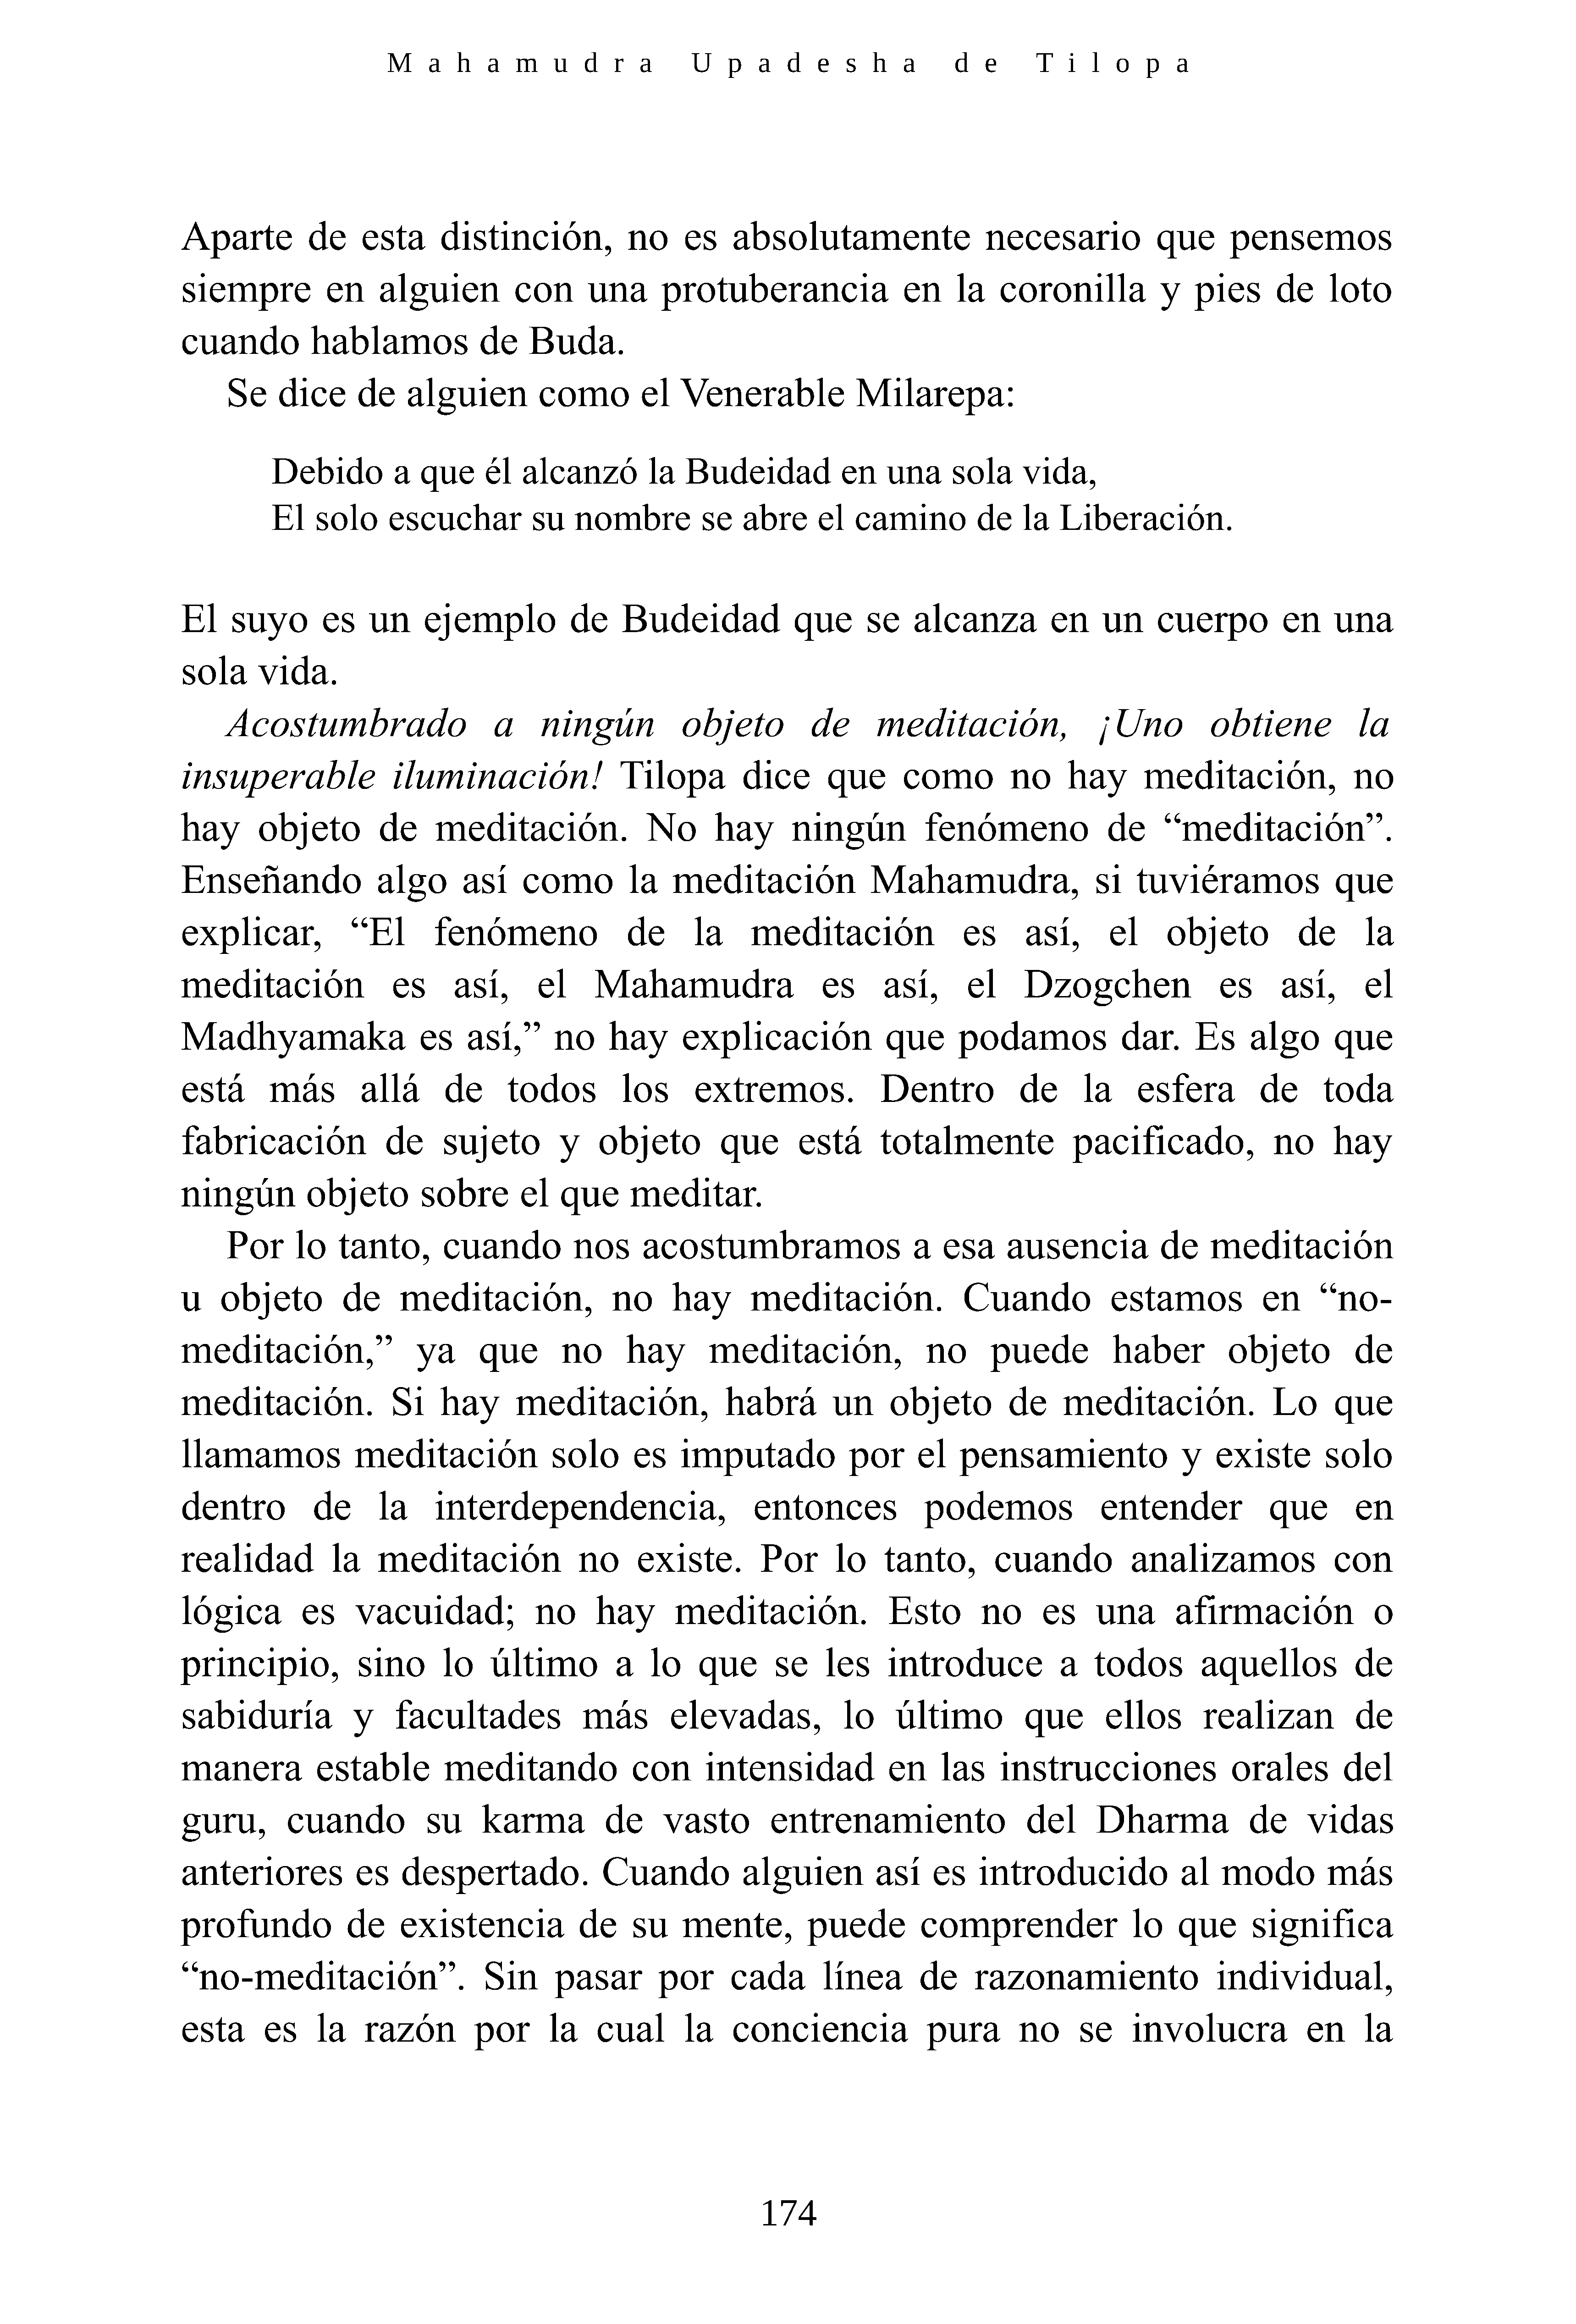 Mahamudra Upadesha de Tilopa
Aparte de esta distinción, no es absolutamente necesario que pensemos
siempre en alguien con una protuberancia en la coronilla y pies de loto
cuando hablamos de Buda.
Se dice de alguien como el Venerable Milarepa:
Debido a que él alcanzó la Budeidad en una sola vida,
El solo escuchar su nombre se abre el camino de la Liberación.
El suyo es un ejemplo de Budeidad que se alcanza en un cuerpo en una
sola vida.
Acostumbrado a ningún objeto de meditación, ¡Uno obtiene la
insuperable iluminación! Tilopa dice que como no hay meditación, no
hay objeto de meditación. No hay ningún fenómeno de “meditación”.
Enseñando algo así como la meditación Mahamudra, si tuviéramos que
explicar, “El fenómeno de la meditación es así, el objeto de la
meditación es así, el Mahamudra es así, el Dzogchen es así, el
Madhyamaka es así,” no hay explicación que podamos dar. Es algo que
está más allá de todos los extremos. Dentro de la esfera de toda
fabricación de sujeto y objeto que está totalmente pacificado, no hay
ningún objeto sobre el que meditar.
Por lo tanto, cuando nos acostumbramos a esa ausencia de meditación
u objeto de meditación, no hay meditación. Cuando estamos en “no-
meditación,” ya que no hay meditación, no puede haber objeto de
meditación. Si hay meditación, habrá un objeto de meditación. Lo que
llamamos meditación solo es imputado por el pensamiento y existe solo
dentro de la interdependencia, entonces podemos entender que en
realidad la meditación no existe. Por lo tanto, cuando analizamos con
lógica es vacuidad; no hay meditación. Esto no es una afirmación o
principio, sino lo último a lo que se les introduce a todos aquellos de
sabiduría y facultades más elevadas, lo último que ellos realizan de
manera estable meditando con intensidad en las instrucciones orales del
guru, cuando su karma de vasto entrenamiento del Dharma de vidas
anteriores es despertado. Cuando alguien así es introducido al modo más
profundo de existencia de su mente, puede comprender lo que significa
“no-meditación”. Sin pasar por cada línea de razonamiento individual,
esta es la razón por la cual la conciencia pura no se involucra en la
174